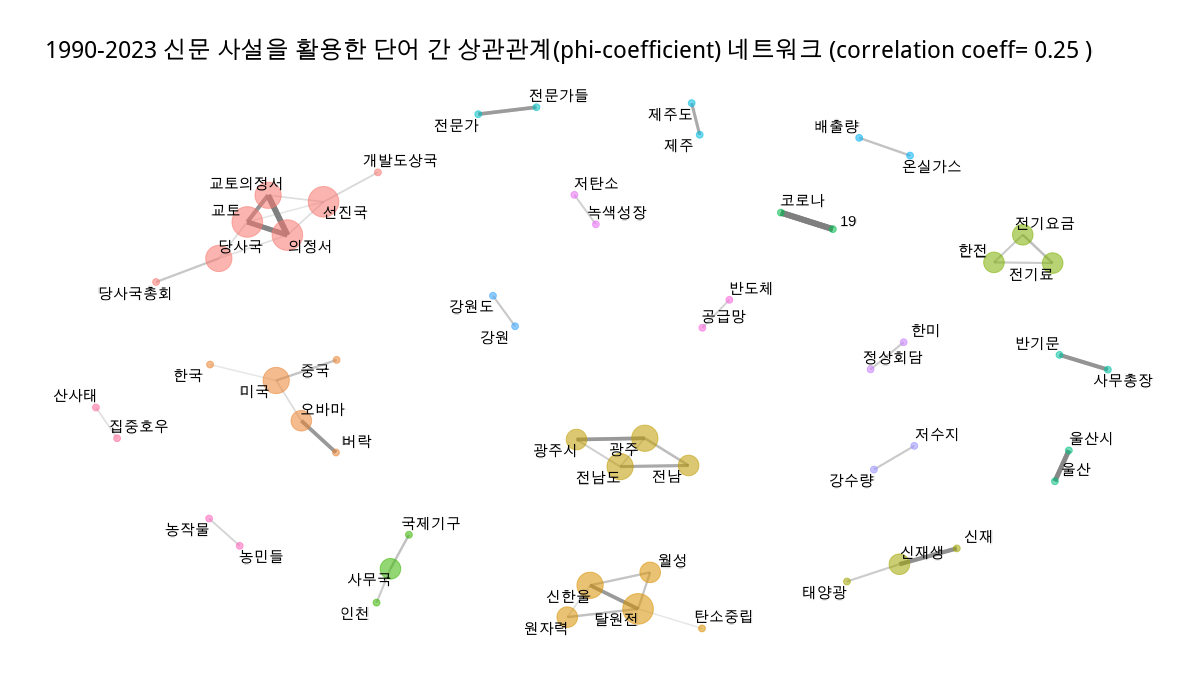 1990-2023 신문 사설을 활용한 단어 간 상관관계(phi-coefficient) 네트워크 (correlation coeff= 0.25 )
전문가들
전문가
제주도
제주
배출량
온실가스
개발도상국
교토의정서
선진국
교토
당사국
의정서
당사국총회
저탄소
녹색성장
코로나
19
전기요금
한전
전기료
강원도
강원
반도체
공급망
한미
정상회담
반기문
사무총장
한국
중국
미국
오바마
버락
산사태
집중호우
광주시
광주
전남도
전남
저수지
강수량
울산시
울산
농작물
농민들
국제기구
사무국
인천
월성
신한울
원자력
탈원전
탄소중립
신재생
신재
태양광